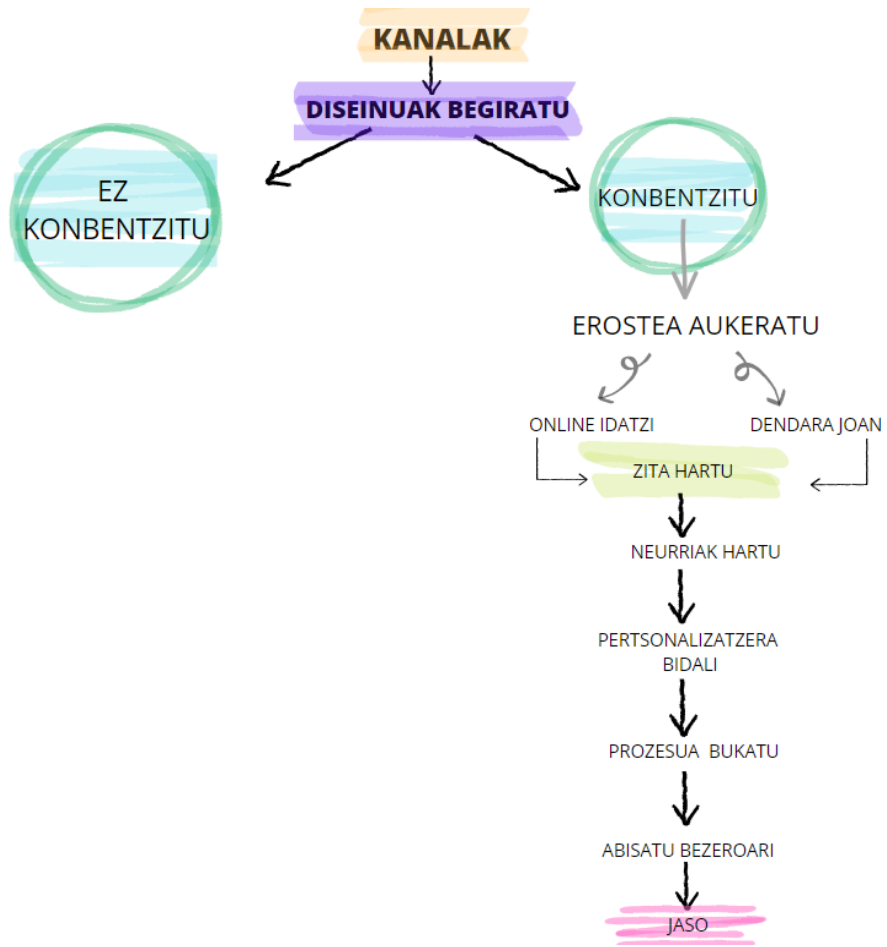 KANALAK
DISEINUAK BEGIRATU
EZ
KONBENTZITU
KONBENTZITU
EROSTEA AUKERATU
ONLINE IDATZI
DENDARA JOAN
ZITA HARTU
NEURRIAK HARTU
PERTSONALIZATZERA
BIDALI
PROZESUA BUKATU
ABISATU BEZEROARI
JASO